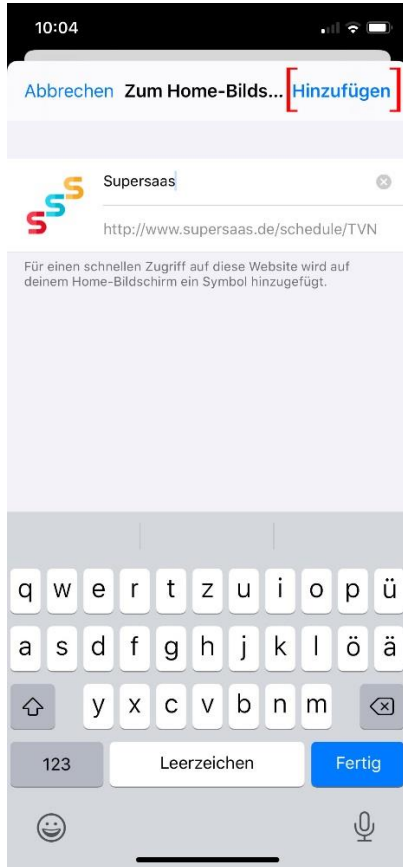 10:04
Abbrechen Zum Home-Bilds... Hinzufügen
Supersaas
http://www.supersaas.de/schedule/TVN
Für einen schnellen Zugriff auf diese Website wird auf
deinem Home-Bildschirm ein Symbol hinzugefügt.
q w e r t z u i o p ü
a s d f g h j k l ö ä
y x c v b n m
123 Leerzeichen Fertig